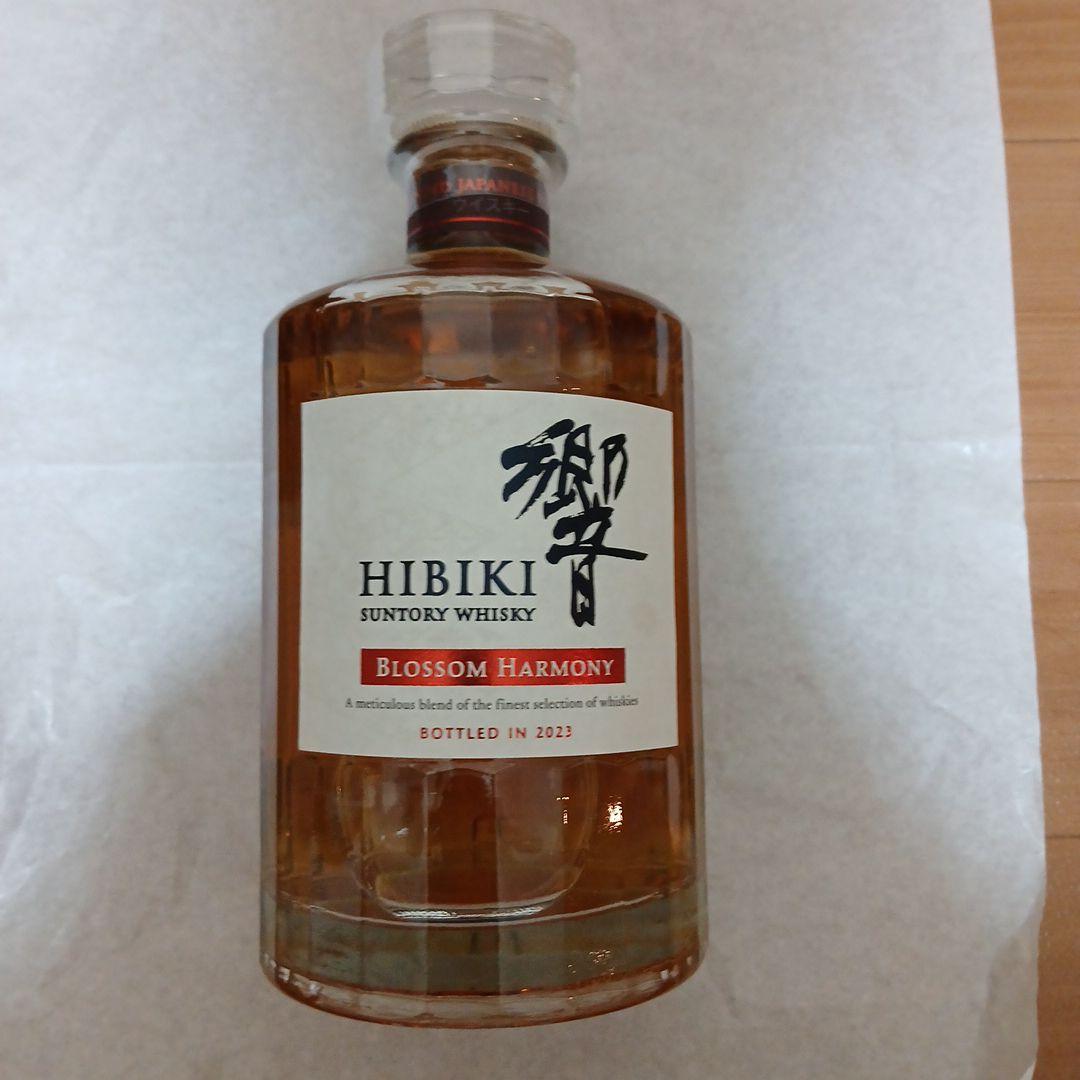 JAPANESE
ウイスキー
響
HIBIKI
SUNTORY WHISKY
BLOSSOM HARMONY
A meticulous blend of the finest selection of whiskies
BOTTLED IN 2023